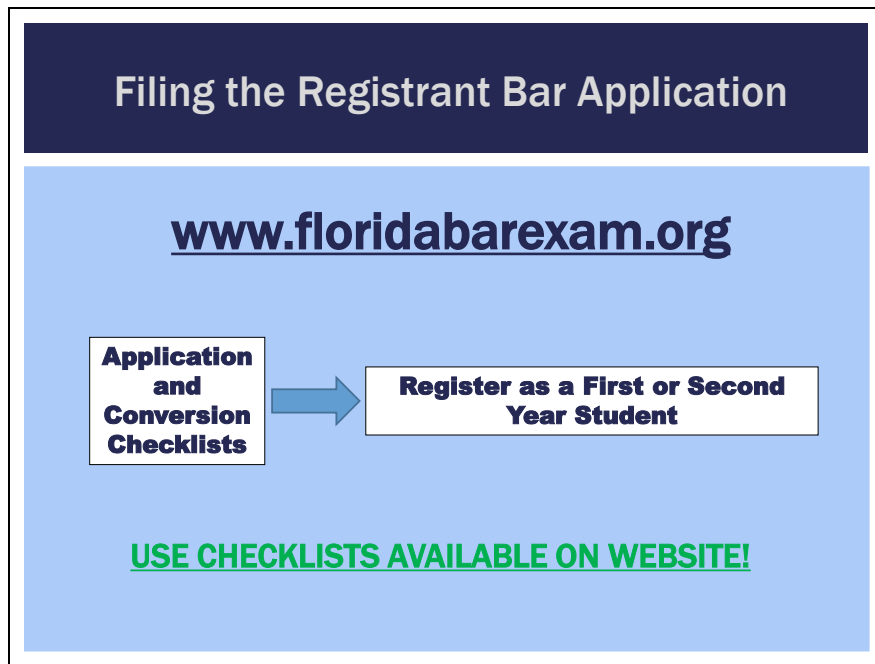 Filing the Registrant Bar Application
www.floridabarexam.org
Application
and
Conversion
Checklists
Register as a First or Second
Year Student
USE CHECKLISTS AVAILABLE ON WEBSITE!